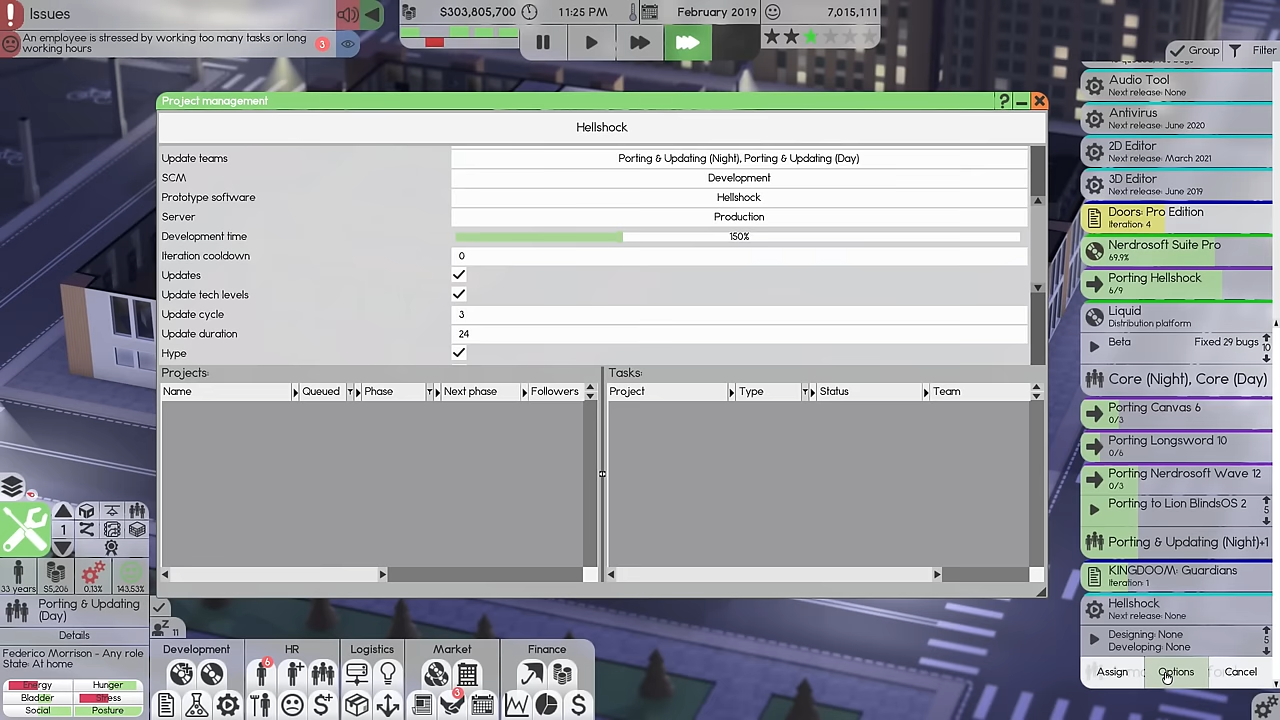 Issues
An employee is stressed by working too many tasks or long working hours
3
$303,805,700
11:25 PM
February 2019
7,015,111
Group
Filter
Audio Tool
Next release: None
Antivirus
Next release: June 2020
2D Editor
Next release: March 2021
3D Editor
Next release: June 2019
Doors: Pro Edition
Iteration: 4
Nerdrosoft Suite Pro
69.9%
Porting Hellshock
6/9
Liquid
Distribution platform
Beta
Fixed 29 bugs
10
Core (Night), Core (Day)
Porting Canvas 6
0/3
Porting Longsword 10
0/6
Porting Nerdrosoft Wave 12
0/3
Porting to Lion BlindsOS 2
5
Porting & Updating (Night)+1
KINGDOOM: Guardians
Iteration: 1
Hellshock
Next release: None
Designing: None
Developing: None
5
Assign
Options
Cancel
Project management
?
Hellshock
Update teams
Porting & Updating (Night), Porting & Updating (Day)
SCM
Development
Prototype software
Hellshock
Server
Production
Development time
150%
Iteration cooldown
0
Updates
Update tech levels
Update cycle
3
Update duration
24
Hype
Projects:
Name
Queued
Phase
Next phase
Followers
Tasks:
Project
Type
Status
Team
1
33 years
$5,206
0.13%
143.53%
Porting & Updating (Day)
Details
Federico Morrison - Any role
State: At home
Energy
Hunger
Bladder
Stress
Social
Posture
11
Development
HR
Logistics
Market
Finance
6
3